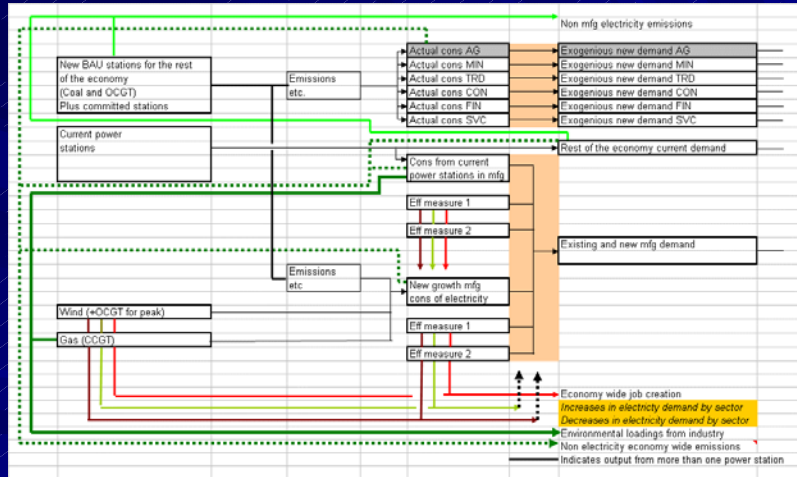 Non mfg electricity emissions
New BAU stations for the rest
of the economy
(Coal and OCGT)
Plus committed stations
Emissions
etc.
Actual cons AG
Actual cons MIN
Actual cons TRD
Actual cons CON
Actual cons FIN
Actual cons SVC
Exogenious new demand AG
Exogenious new demand MIN
Exogenious new demand TRD
Exogenious new demand CON
Exogenious new demand FIN
Exogenious new demand SVC
Current power
stations
Rest of the economy current demand
Cons from current
power stations in mfg
Eff measure 1
Eff measure 2
Existing and new mfg demand
Emissions
etc
New growth mfg
cons of electricity
Wind (+OCGT for peak)
Gas (CCGT)
Eff measure 1
Eff measure 2
Economy wide job creation
Increases in electricty demand by sector
Decreases in electricity demand by sector
Environmental loadings from industry
Non electricity economy wide emissions
Indicates output from more than one power station